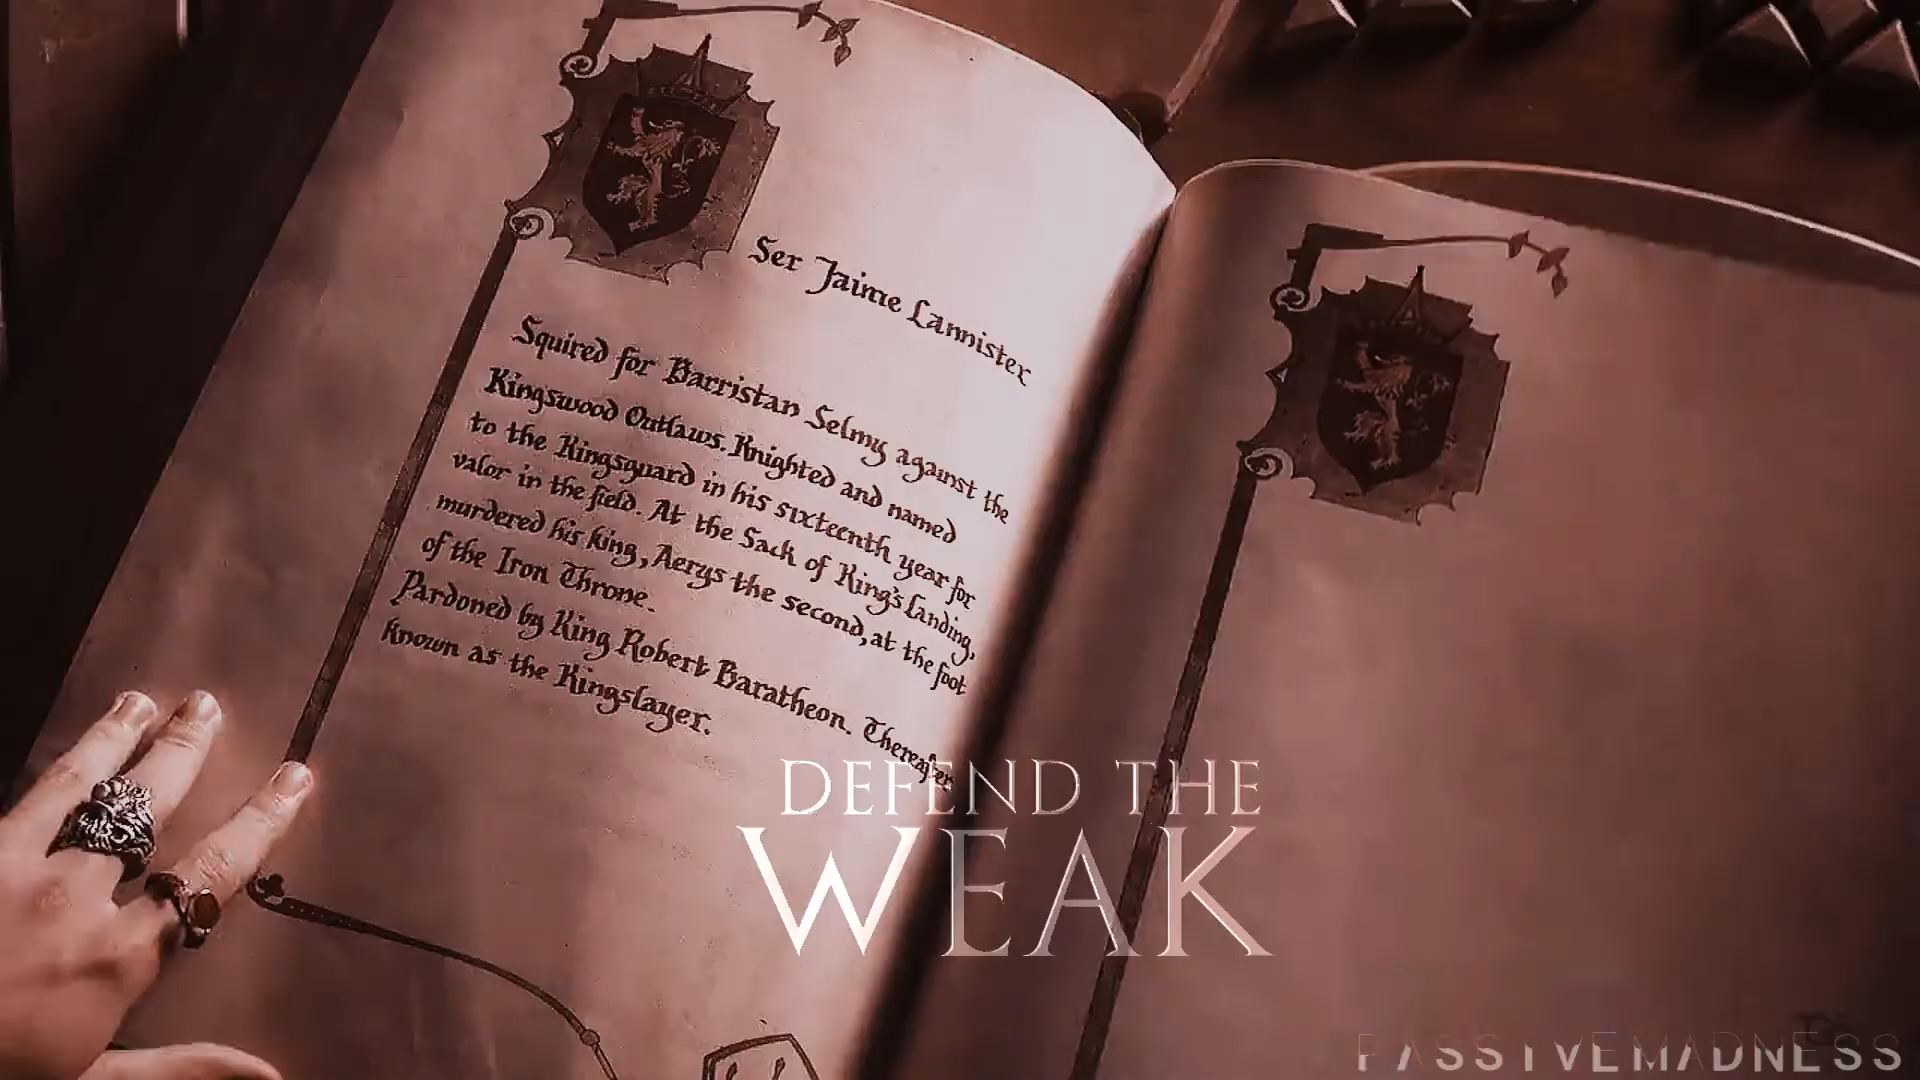 Ser Jaime Lannister
Squired for Barristan Selmy against the
Kingswood Outlaws. Knighted and named
to the Kingsguard in his sixteenth year for
valor in the field. At the Sack of King's Landing,
murdered his king, Aerys the second, at the foot
of the Iron Throne.
Pardoned by King Robert Baratheon. Thereafter
known as the Kingslayer.
DEFEND THE
WEAK
PASSIVEMADNESS